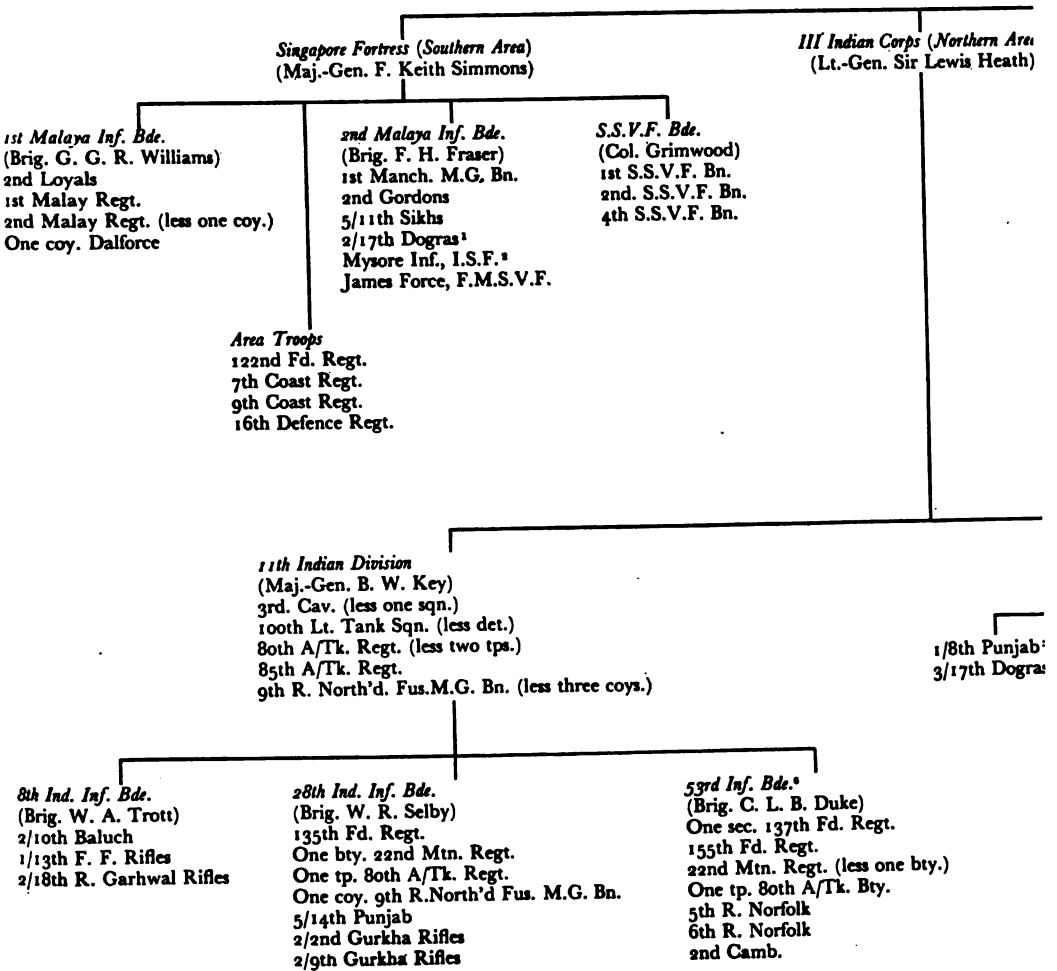 Singapore Fortress (Southern Area)
(Maj.-Gen. F. Keith Simmons)
III Indian Corps (Northern Are
(Lt.-Gen. Sir Lewis Heath)
1st Malaya Inf. Bde.
(Brig. G. G. R. Williams)
2nd Loyals
1st Malay Regt.
2nd Malay Regt. (less one coy.)
One coy. Dalforce
2nd Malaya Inf. Bde.
(Brig. F. H. Fraser)
1st Manch. M.G. Bn.
2nd Gordons
5/11th Sikhs
2/17th Dogras¹
Mysore Inf., I.S.F.²
James Force, F.M.S.V.F.
S.S.V.F. Bde.
(Col. Grimwood)
1st S.S.V.F. Bn.
2nd. S.S.V.F. Bn.
4th S.S.V.F. Bn.
Area Troops
122nd Fd. Regt.
7th Coast Regt.
9th Coast Regt.
16th Defence Regt.
11th Indian Division
(Maj.-Gen. B. W. Key)
3rd. Cav. (less one sqn.)
100th Lt. Tank Sqn. (less det.)
80th A/Tk. Regt. (less two tps.)
85th A/Tk. Regt.
9th R. North'd. Fus.M.G. Bn. (less three coys.)
1/8th Punjab
3/17th Dogras
8th Ind. Inf. Bde.
(Brig. W. A. Trott)
2/10th Baluch
1/13th F. F. Rifles
2/18th R. Garhwal Rifles
28th Ind. Inf. Bde.
(Brig. W. R. Selby)
135th Fd. Regt.
One bty. 22nd Mtn. Regt.
One tp. 80th A/Tk. Regt.
One coy. 9th R.North'd Fus. M.G. Bn.
5/14th Punjab
2/2nd Gurkha Rifles
2/9th Gurkha Rifles
53rd Inf. Bde.⁶
(Brig. C. L. B. Duke)
One sec. 137th Fd. Regt.
155th Fd. Regt.
22nd Mtn. Regt. (less one bty.)
One tp. 80th A/Tk. Bty.
5th R. Norfolk
6th R. Norfolk
2nd Camb.